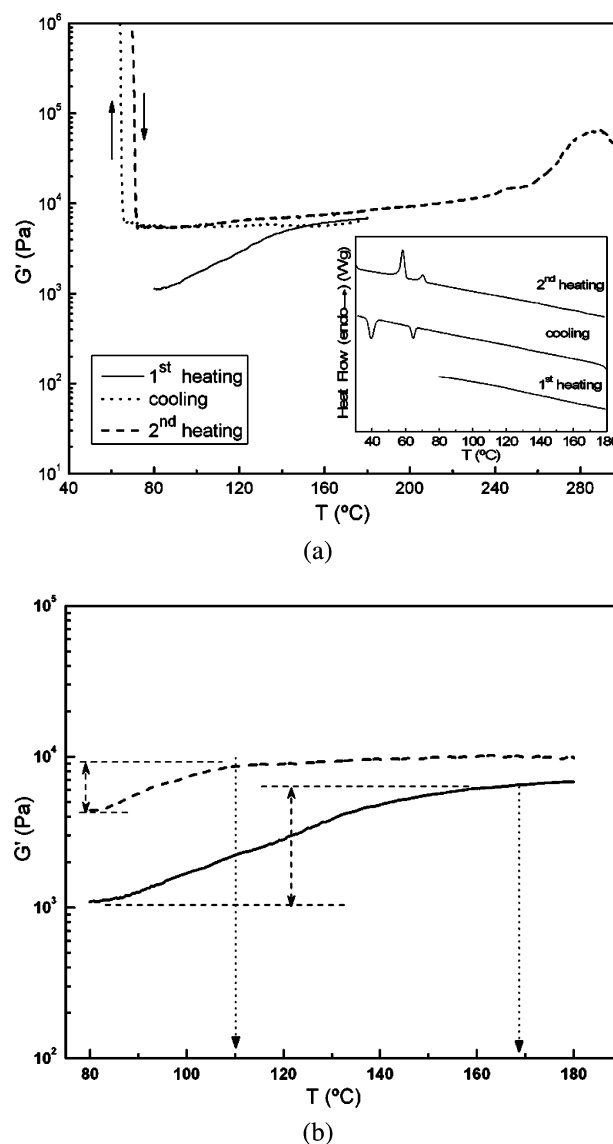 10⁶
10⁵
10⁴
10³
10²
10¹
G' (Pa)
1ˢᵗ heating
cooling
2ⁿᵈ heating
Heat Flow (endo→) (W/g)
2ⁿᵈ heating
cooling
1ˢᵗ heating
40 60 80 100 120 140 160 180
T (ºC)
40 80 120 160 200 240 280
T (ºC)
(a)
10⁵
10⁴
10³
10²
G' (Pa)
80 100 120 140 160 180
T (ºC)
(b)